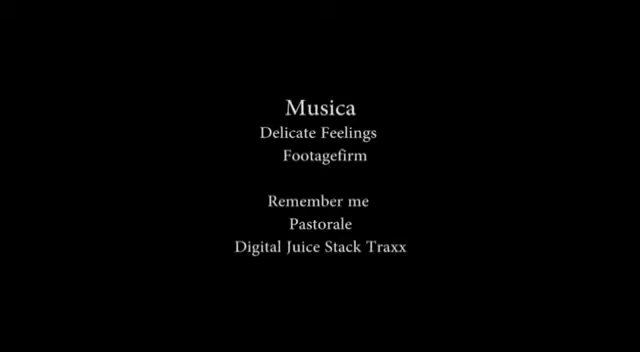 Musica
Delicate Feelings
Footagefirm
Remember me
Pastorale
Digital Juice Stack Traxx